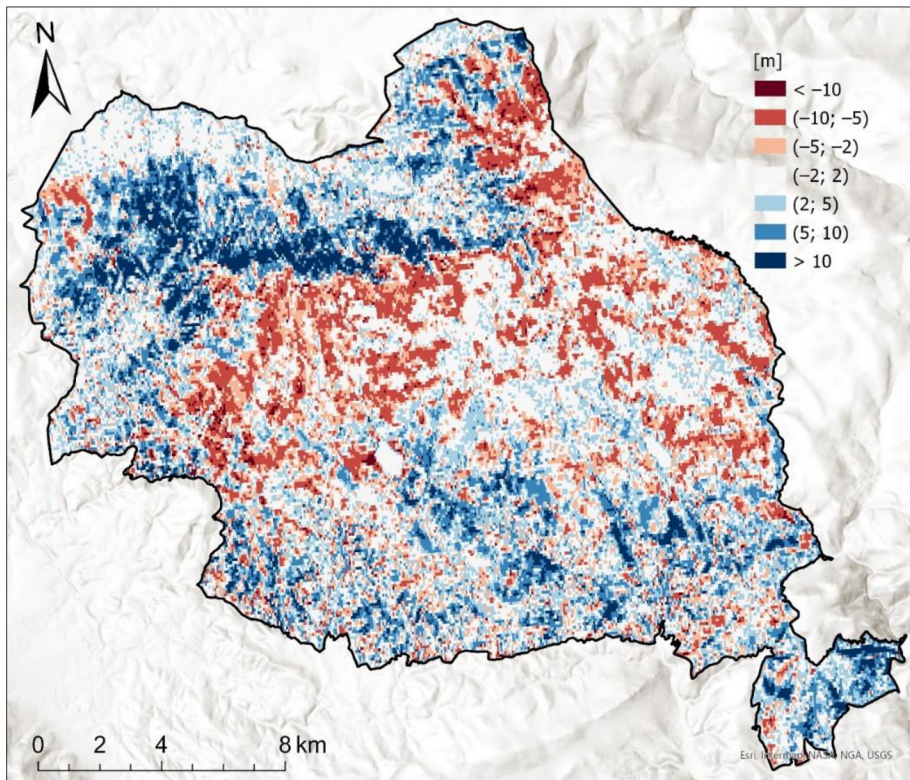 N
[m]
< –10
(–10; –5)
(–5; –2)
(–2; 2)
(2; 5)
(5; 10)
> 10
0 2 4 8 km
Esri, Intermap, NASA, NGA, USGS